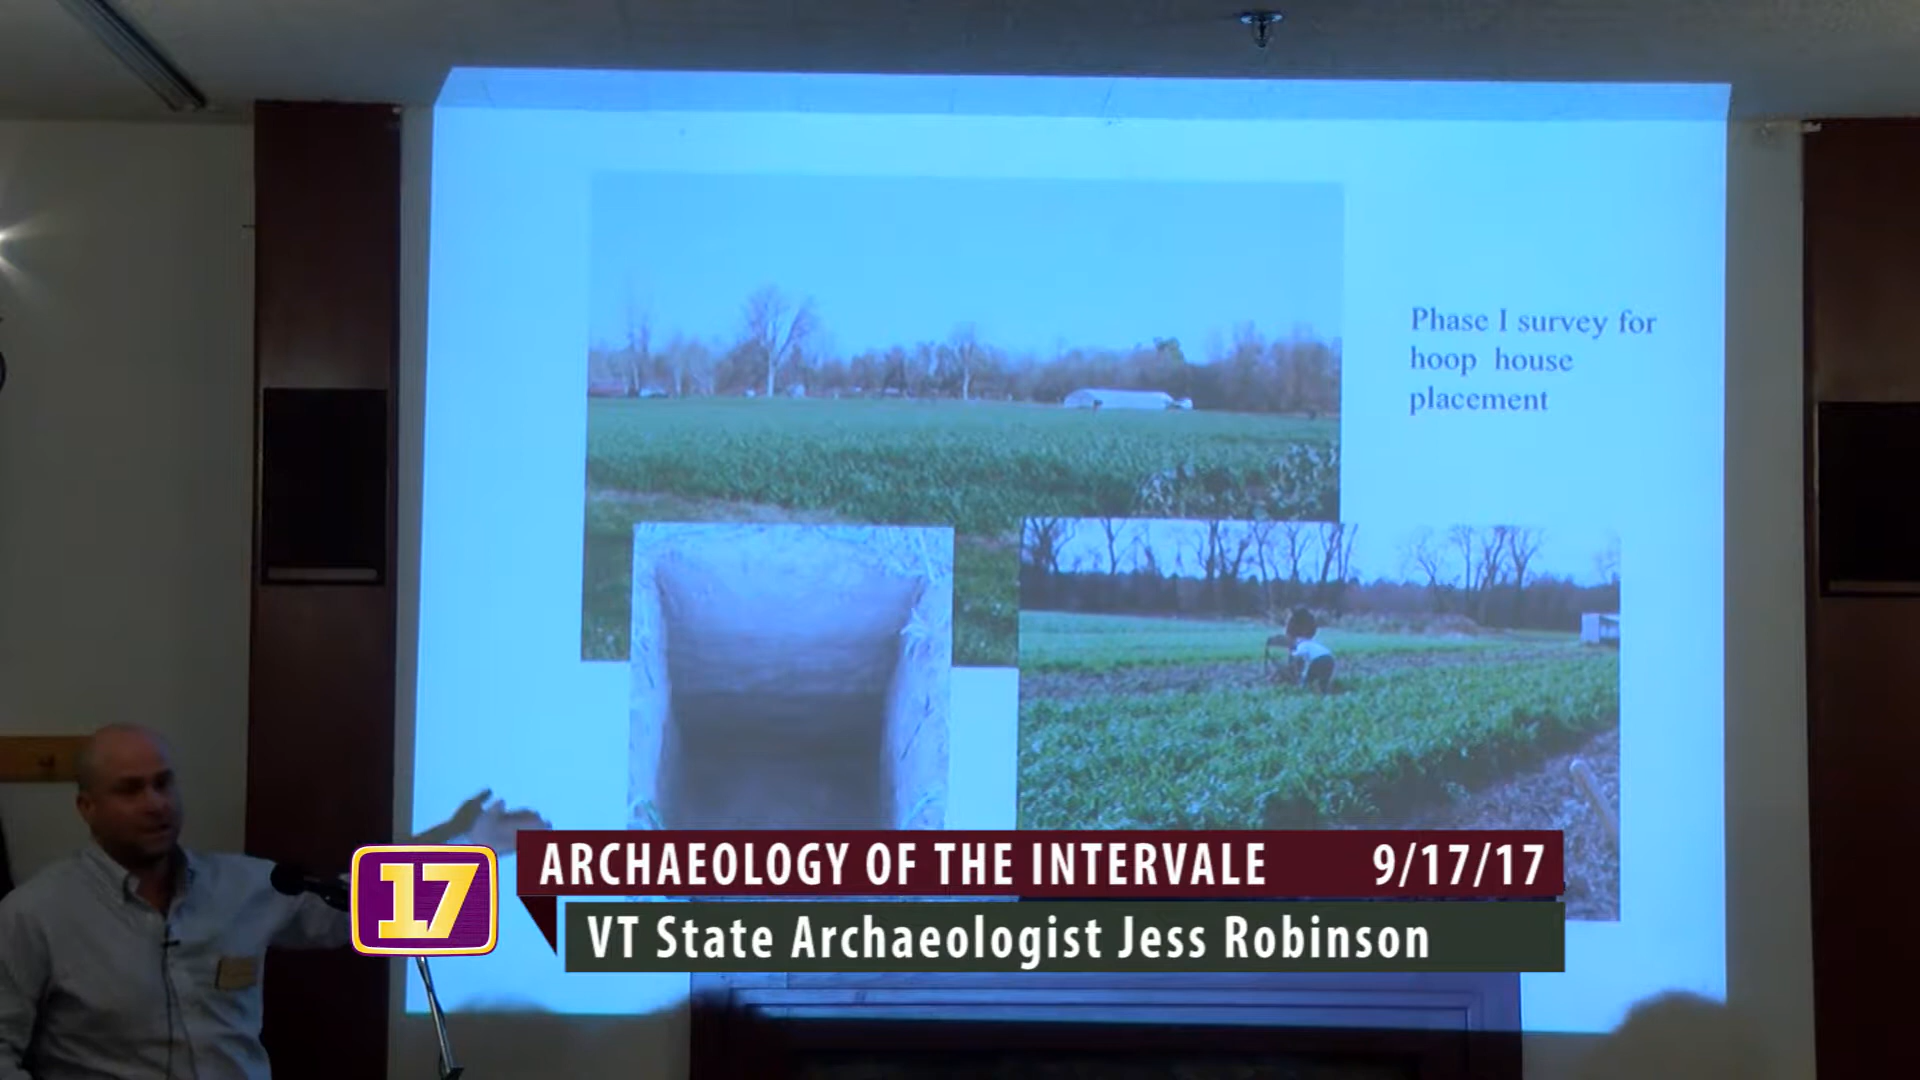 Phase I survey for
hoop house
placement
17
ARCHAEOLOGY OF THE INTERVALE 9/17/17
VT State Archaeologist Jess Robinson